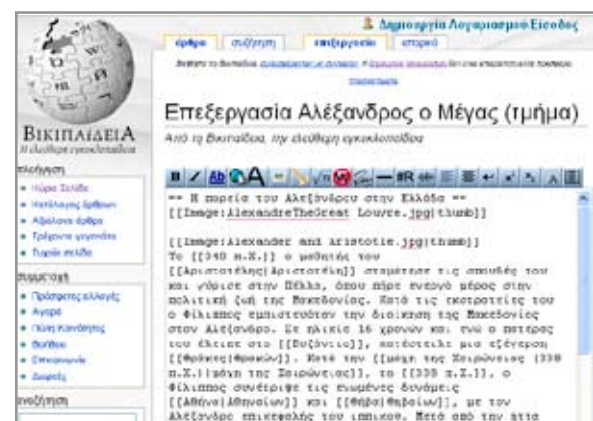 Δημιουργία Λογαριασμού Είσοδος
άρθρο συζήτηση επεξεργασία ιστορικό
Επεξεργασία Αλέξανδρος ο Μέγας (τμήμα)
Από τη Βικιπαίδεια, την ελεύθερη εγκυκλοπαίδεια
ΒΙΚΙΠΑΙΔΕΙΑ
Η ελεύθερη εγκυκλοπαίδεια
πλοήγηση
Κύρια Σελίδα
Κατάλογος άρθρων
Αξιόλογα άρθρα
Τρέχοντα γεγονότα
Τυχαία σελίδα
συμμετοχή
Πρόσφατες αλλαγές
Αγορά
Πύλη Κοινότητας
Βοήθεια
Επικοινωνία
Δωρεές
αναζήτηση
== Η πορεία του Αλεξάνδρου στην Ελλάδα ==
[[Image:AlexandreTheGreat Louvre.jpg|thumb]]
[[Image:Alexander and Aristotle.jpg|thumb]]
Το [[340 π.Χ.]] ο μαθητής του
[[Αριστοτέλης|Αριστοτέλη]] σταμάτησε τις σπουδές του
και γύρισε στην Πέλλα, όπου πήρε ενεργό μέρος στην
πολιτική ζωή της Μακεδονίας. Κατά τις εκστρατείες του
ο Φίλιππος εμπιστευόταν την διοίκηση της Μακεδονίας
στον Αλέξανδρο. Σε ηλικία 16 χρονών και ενώ ο πατέρας
του έλειπε στο [[Βυζάντιο]], κατέστειλε μια εξέγερση
[[Θράκες|Θρακών]]. Κατά την [[μάχη της Χαιρώνειας (338
π.Χ.)|μάχη της Χαιρώνειας]], το [[338 π.Χ.]], ο
Φίλιππος συνέτριψε τις ενωμένες δυνάμεις
[[Αθήνα|Αθηναίων]] και [[Θήβα|Θηβαίων]], με τον
Αλέξανδρο επικεφαλής του ιππικού. Μετά από την ήττα